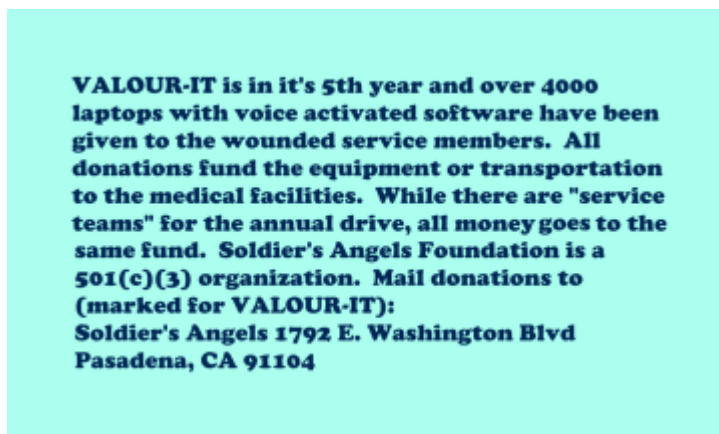 VALOUR-IT is in it's 5th year and over 4000
laptops with voice activated software have been
given to the wounded service members.  All
donations fund the equipment or transportation
to the medical facilities.  While there are "service
teams" for the annual drive, all money goes to the
same fund.  Soldier's Angels Foundation is a
501(c)(3) organization.  Mail donations to
(marked for VALOUR-IT):
Soldier's Angels 1792 E. Washington Blvd
Pasadena, CA 91104